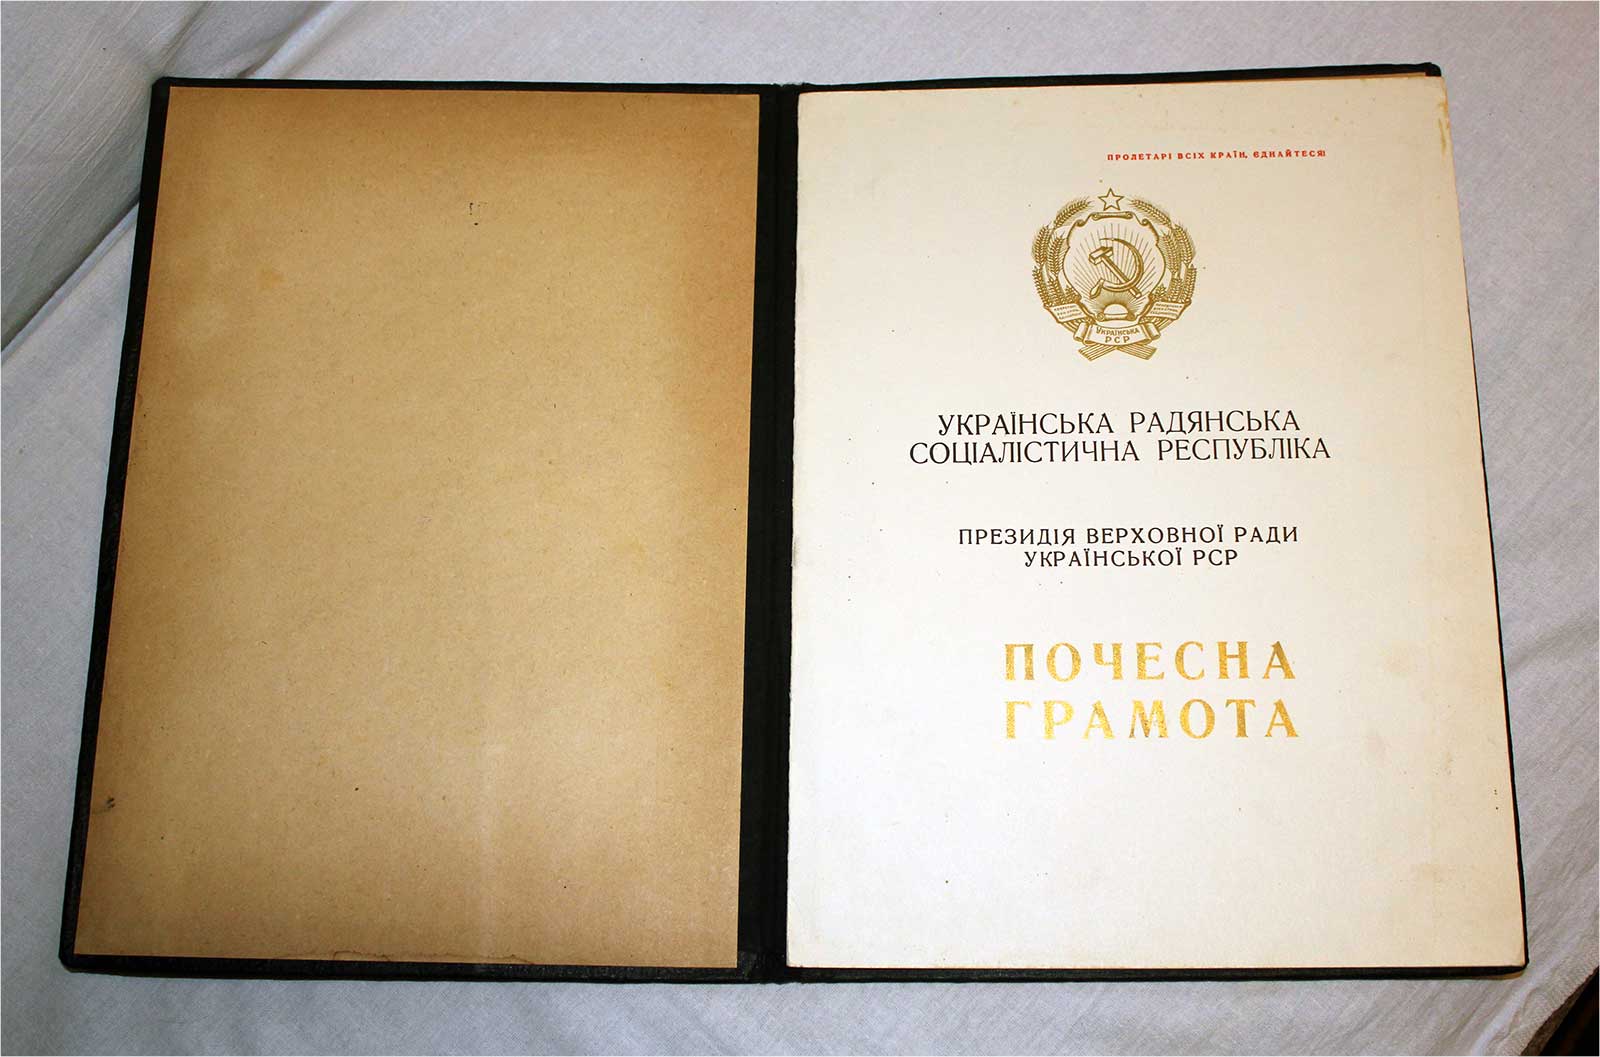 ПРОЛЕТАРІ ВСІХ КРАЇН, ЄДНАЙТЕСЯ!
УКРАЇНСЬКА
РСР
УКРАЇНСЬКА РАДЯНСЬКА
СОЦІАЛІСТИЧНА РЕСПУБЛІКА
ПРЕЗИДІЯ ВЕРХОВНОЇ РАДИ
УКРАЇНСЬКОЇ РСР
ПОЧЕСНА
ГРАМОТА